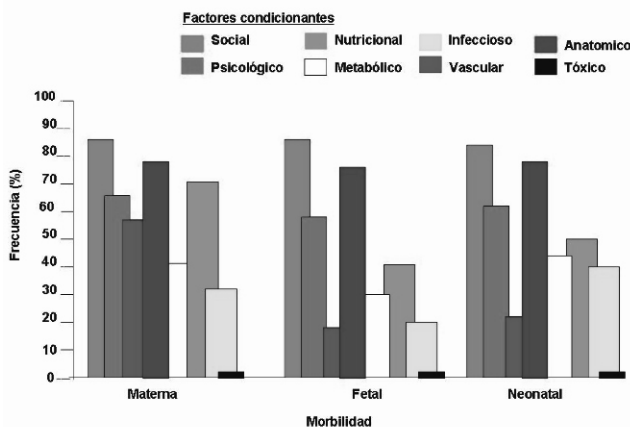 Factores condicionantes
Social Nutricional Infeccioso Anatomico
Psicológico Metabólico Vascular Tóxico
100
90
80
70
60
50
40
30
20
10
0
Frecuencia (%)
Materna Fetal Neonatal
Morbilidad